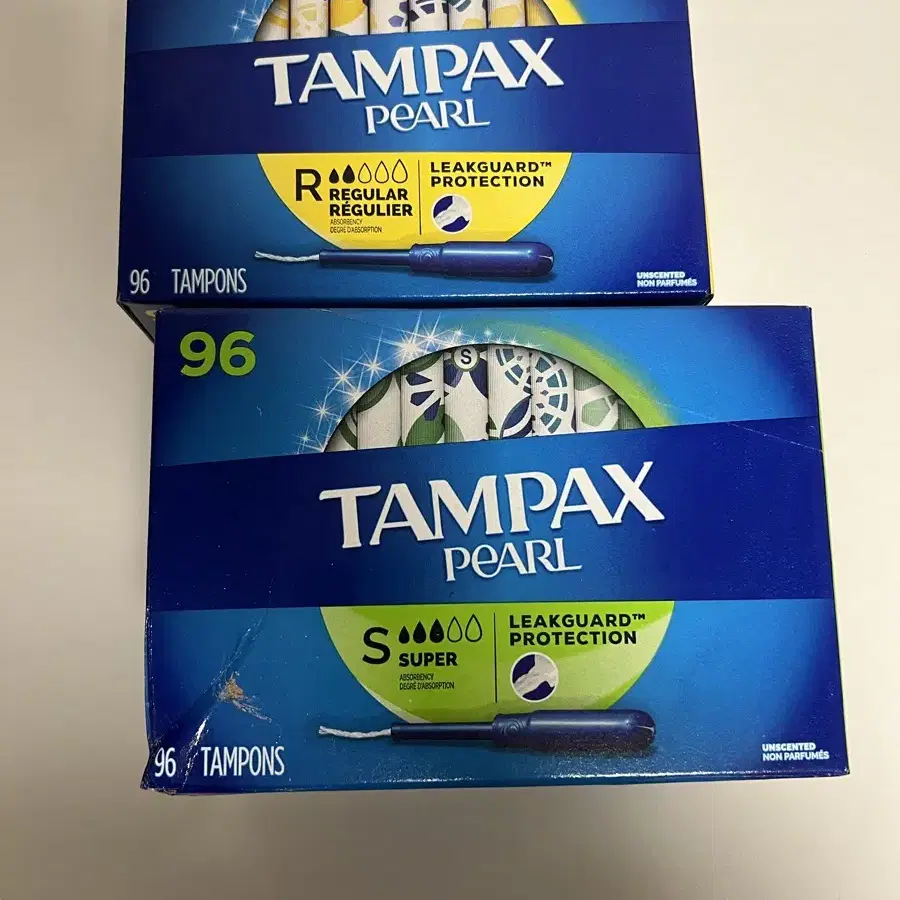 TAMPAX
PEARL
R
REGULAR
RÉGULIER
ABSORBENCY
DEGRÉ D'ABSORPTION
LEAKGUARD™
PROTECTION
96 TAMPONS
UNSCENTED
NON PARFUMÉS
96
S
TAMPAX
PEARL
S
SUPER
ABSORBENCY
DEGRÉ D'ABSORPTION
LEAKGUARD™
PROTECTION
96 TAMPONS
UNSCENTED
NON PARFUMÉS